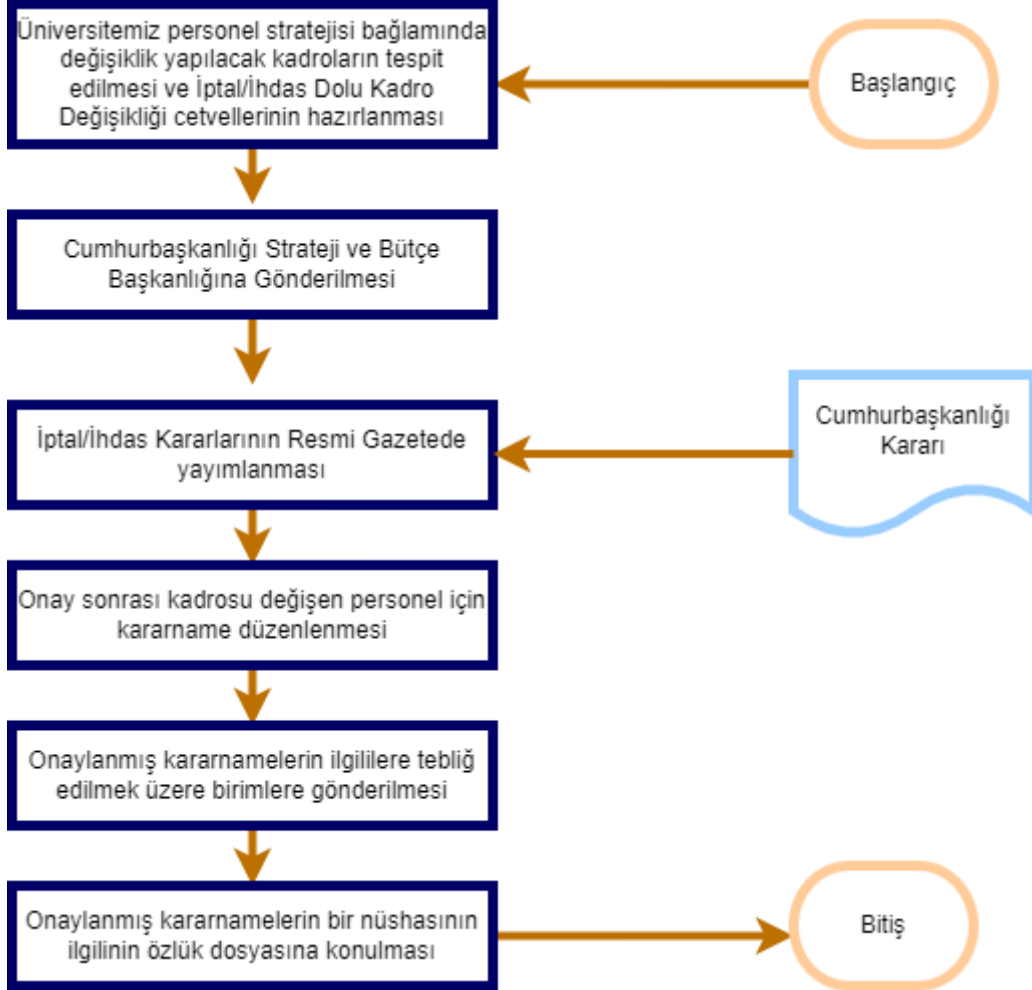 Üniversitemiz personel stratejisi bağlamında
değişiklik yapılacak kadroların tespit
edilmesi ve İptal/İhdas Dolu Kadro
Değişikliği cetvellerinin hazırlanması
Başlangıç
Cumhurbaşkanlığı Strateji ve Bütçe
Başkanlığına Gönderilmesi
İptal/İhdas Kararlarının Resmi Gazetede
yayımlanması
Cumhurbaşkanlığı
Kararı
Onay sonrası kadrosu değişen personel için
kararname düzenlenmesi
Onaylanmış kararnamelerin ilgililere tebliğ
edilmek üzere birimlere gönderilmesi
Onaylanmış kararnamelerin bir nüshasının
ilgilinin özlük dosyasına konulması
Bitiş